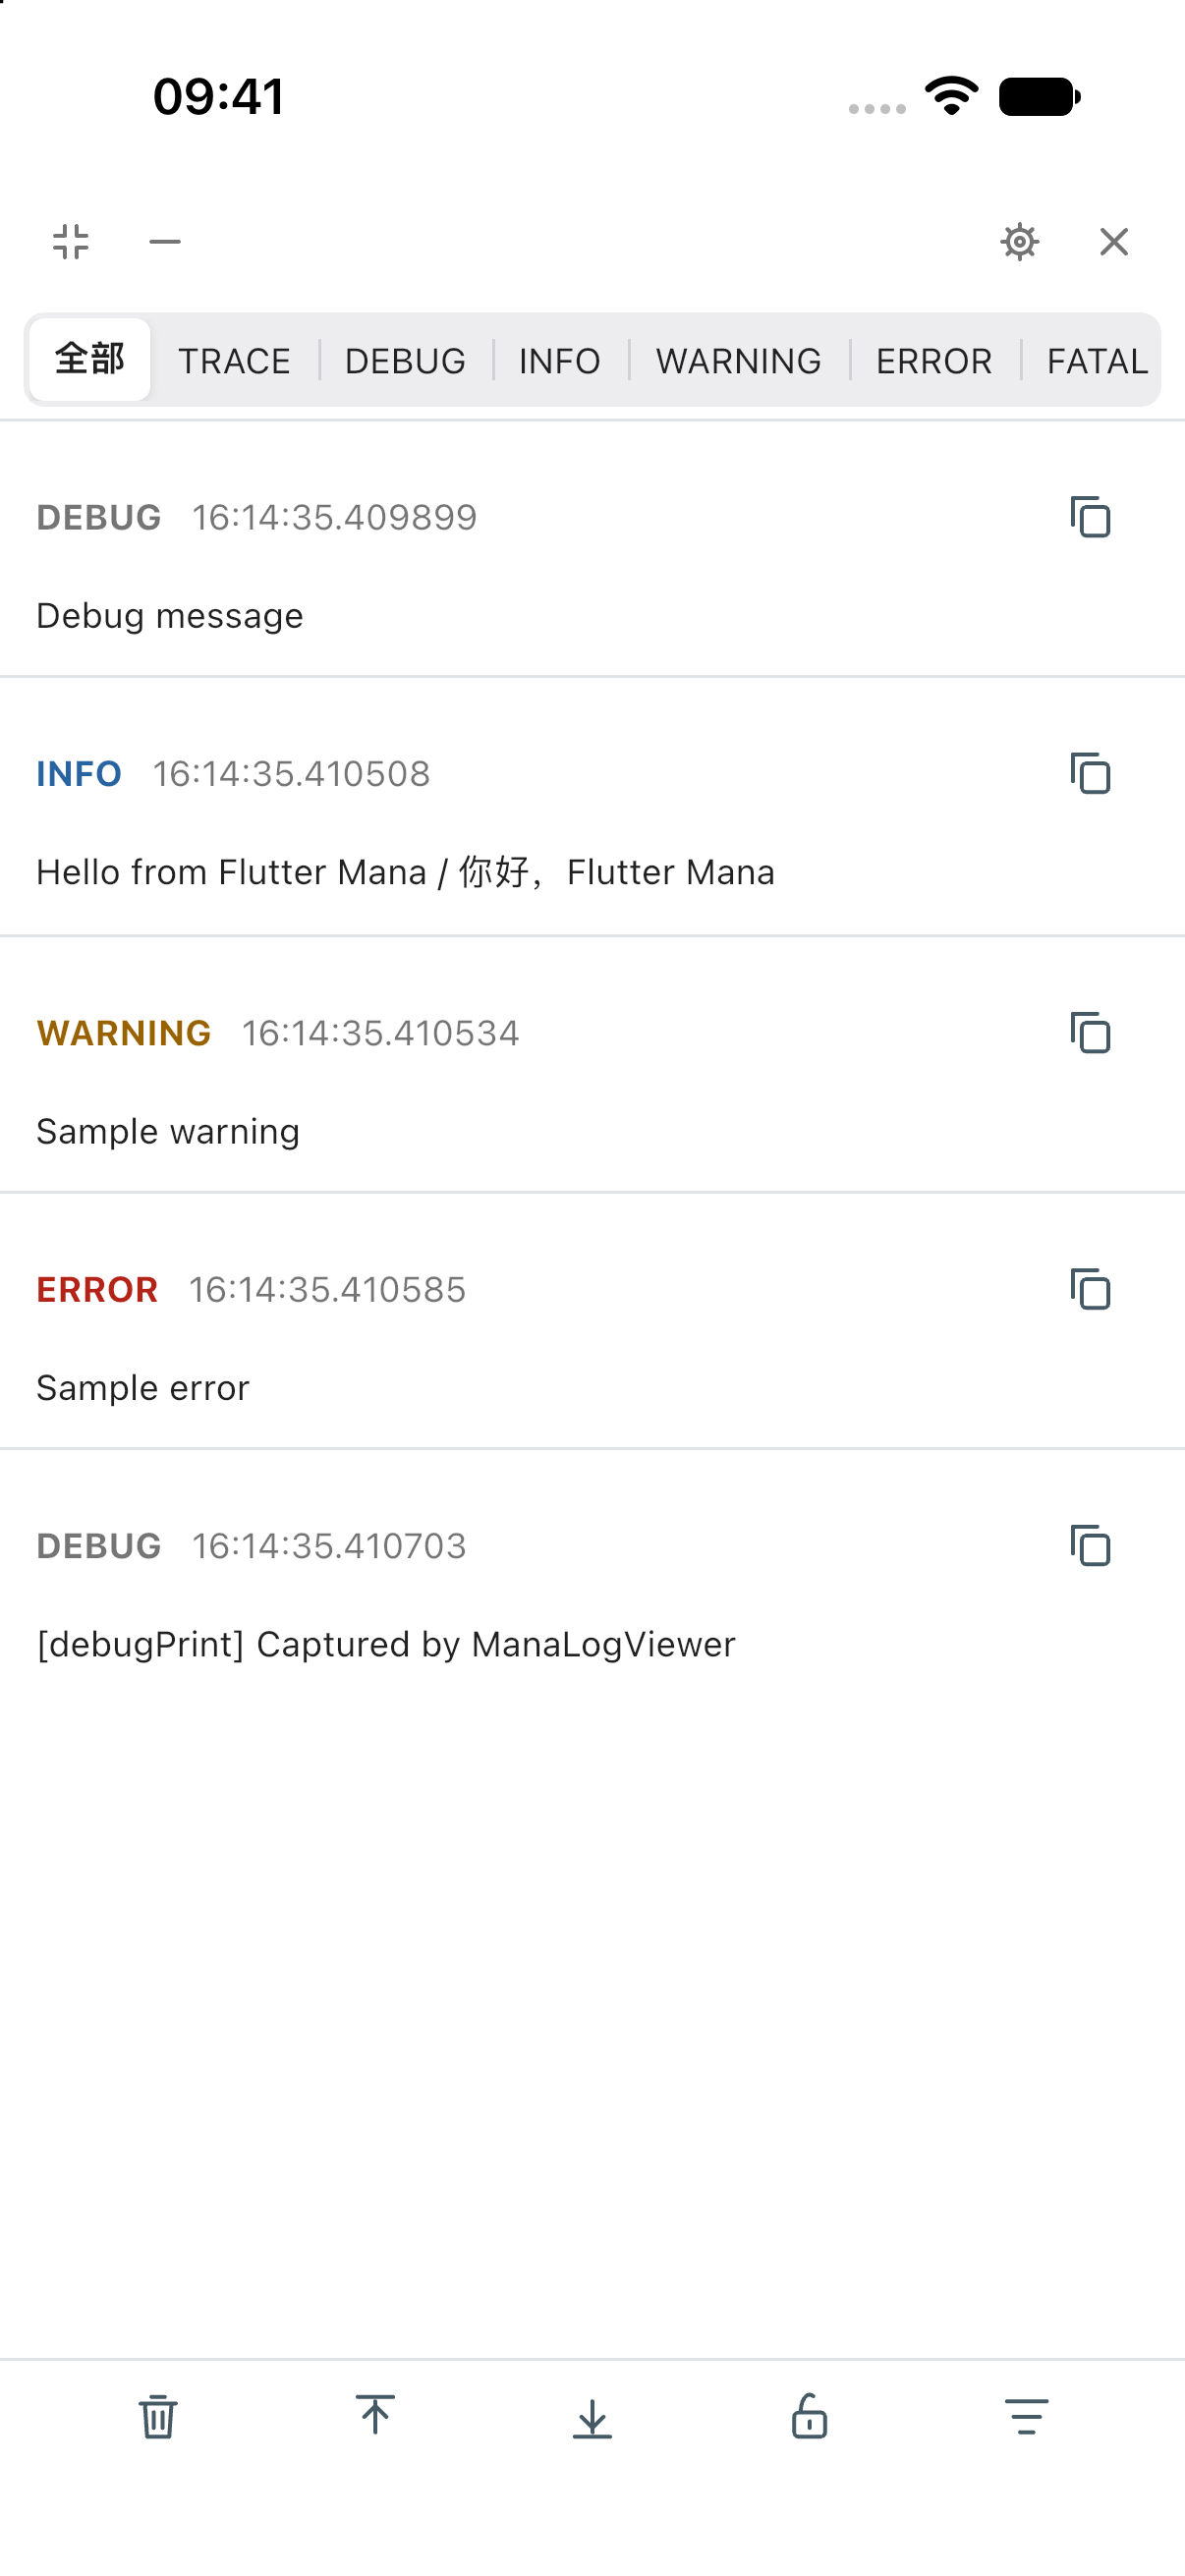 09:41
全部 TRACE DEBUG INFO WARNING ERROR FATAL
DEBUG 16:14:35.409899
Debug message
INFO 16:14:35.410508
Hello from Flutter Mana / 你好，Flutter Mana
WARNING 16:14:35.410534
Sample warning
ERROR 16:14:35.410585
Sample error
DEBUG 16:14:35.410703
[debugPrint] Captured by ManaLogViewer